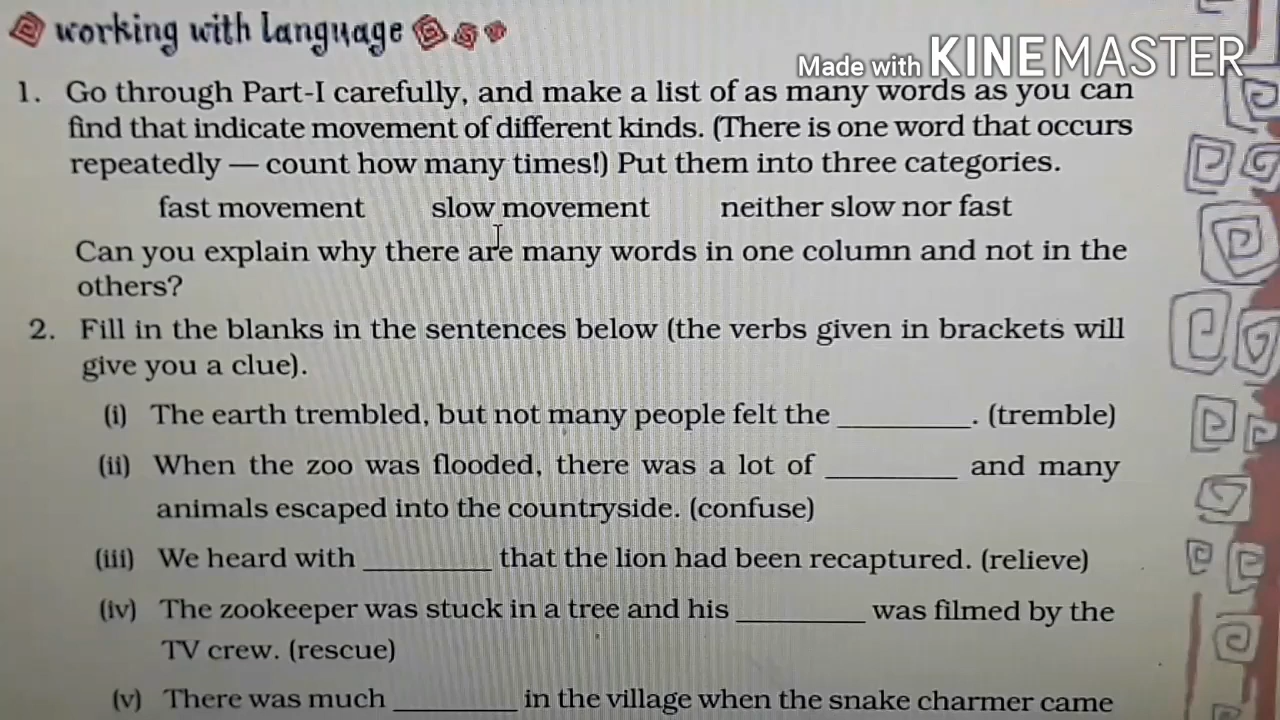 working with language
Made with KINEMASTER
1. Go through Part-I carefully, and make a list of as many words as you can
find that indicate movement of different kinds. (There is one word that occurs
repeatedly — count how many times!) Put them into three categories.
fast movement slow movement neither slow nor fast
Can you explain why there are many words in one column and not in the
others?
2. Fill in the blanks in the sentences below (the verbs given in brackets will
give you a clue).
(i) The earth trembled, but not many people felt the _________. (tremble)
(ii) When the zoo was flooded, there was a lot of _________ and many
animals escaped into the countryside. (confuse)
(iii) We heard with _________ that the lion had been recaptured. (relieve)
(iv) The zookeeper was stuck in a tree and his _________ was filmed by the
TV crew. (rescue)
(v) There was much _________ in the village when the snake charmer came